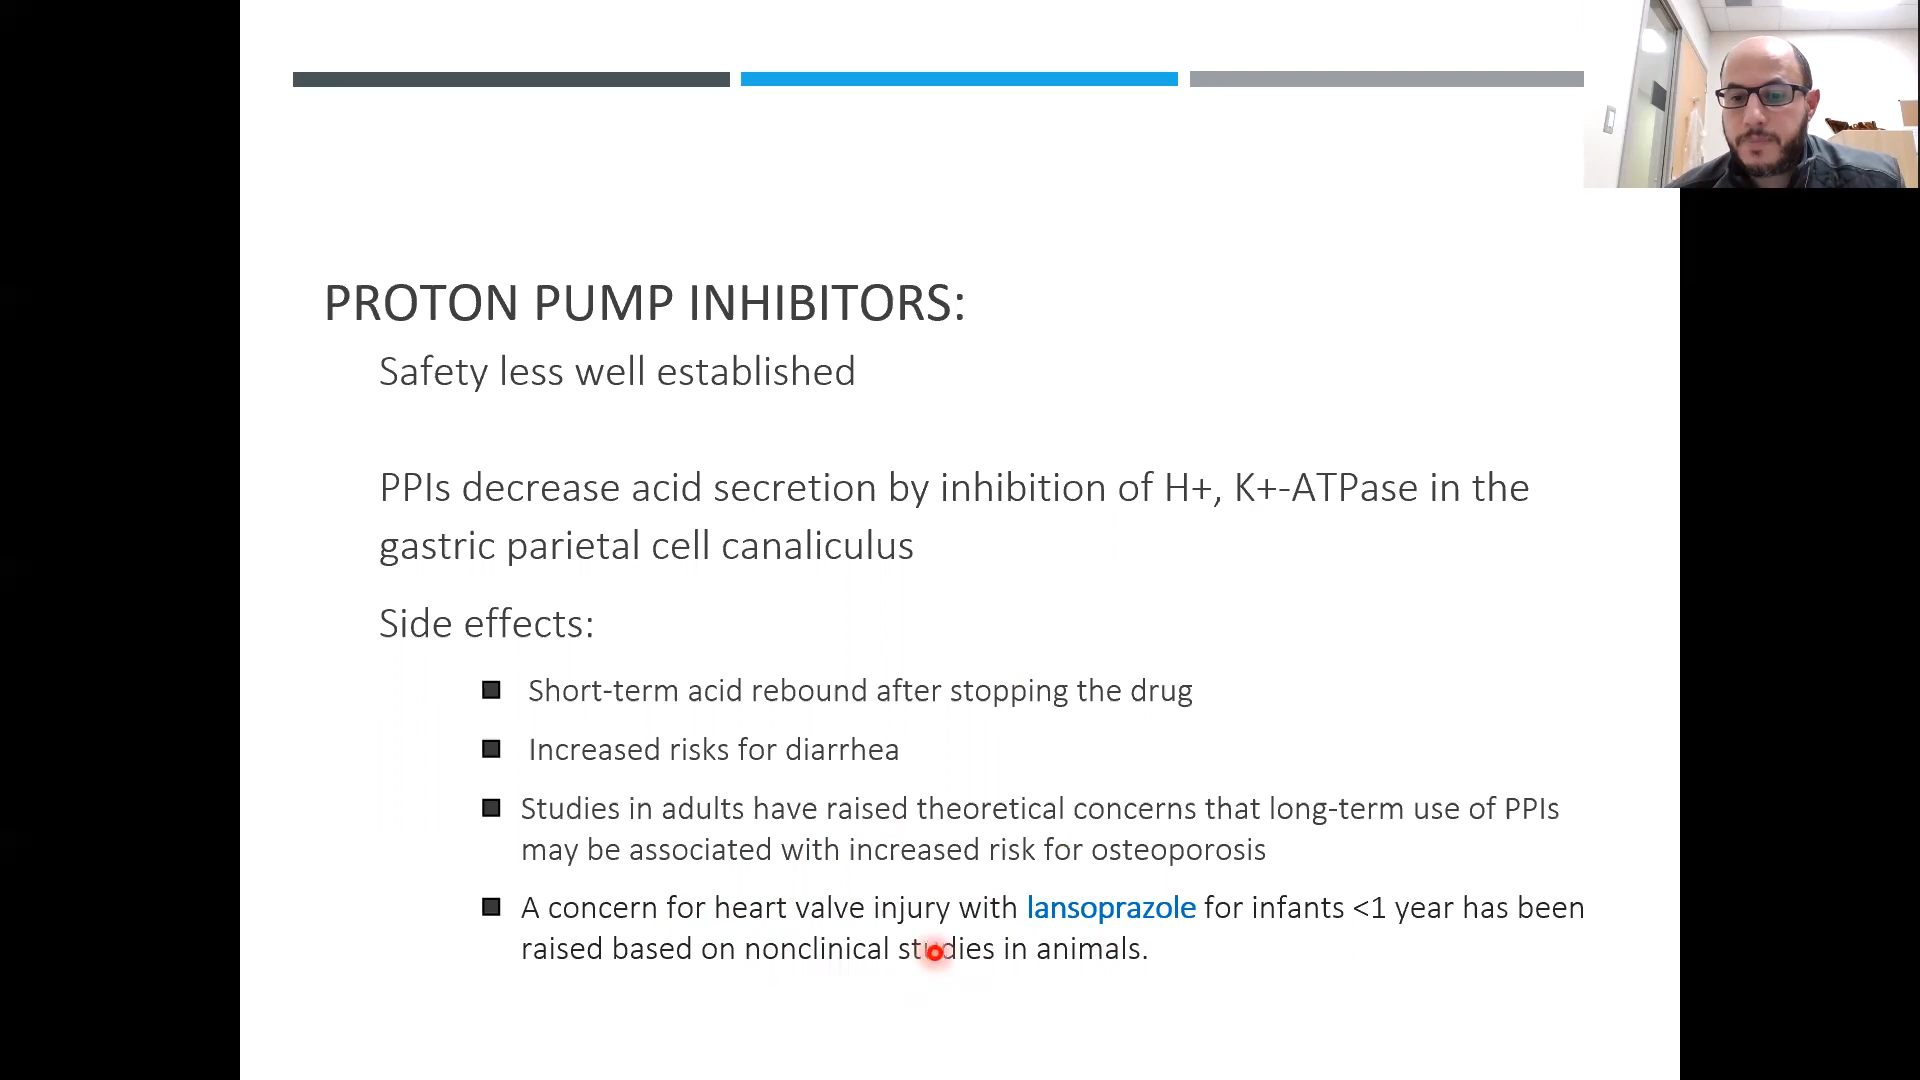 PROTON PUMP INHIBITORS:
Safety less well established
PPIs decrease acid secretion by inhibition of H+, K+-ATPase in the
gastric parietal cell canaliculus
Side effects:
Short-term acid rebound after stopping the drug
Increased risks for diarrhea
Studies in adults have raised theoretical concerns that long-term use of PPIs
may be associated with increased risk for osteoporosis
A concern for heart valve injury with lansoprazole for infants <1 year has been
raised based on nonclinical studies in animals.